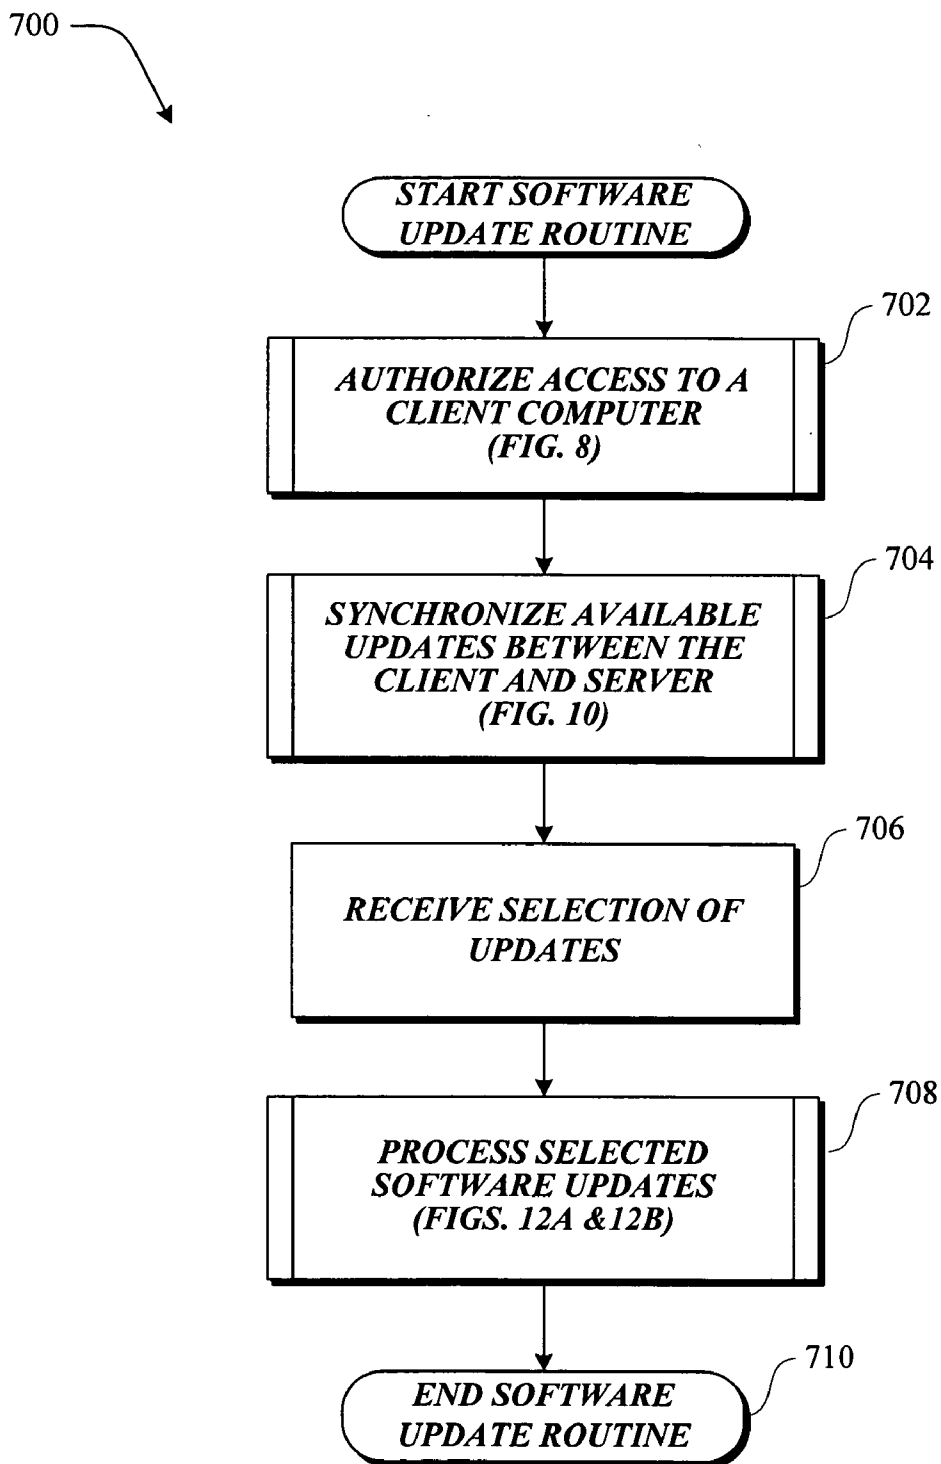 700
START SOFTWARE
UPDATE ROUTINE
702
AUTHORIZE ACCESS TO A
CLIENT COMPUTER
(FIG. 8)
704
SYNCHRONIZE AVAILABLE
UPDATES BETWEEN THE
CLIENT AND SERVER
(FIG. 10)
706
RECEIVE SELECTION OF
UPDATES
708
PROCESS SELECTED
SOFTWARE UPDATES
(FIGS. 12A &12B)
710
END SOFTWARE
UPDATE ROUTINE